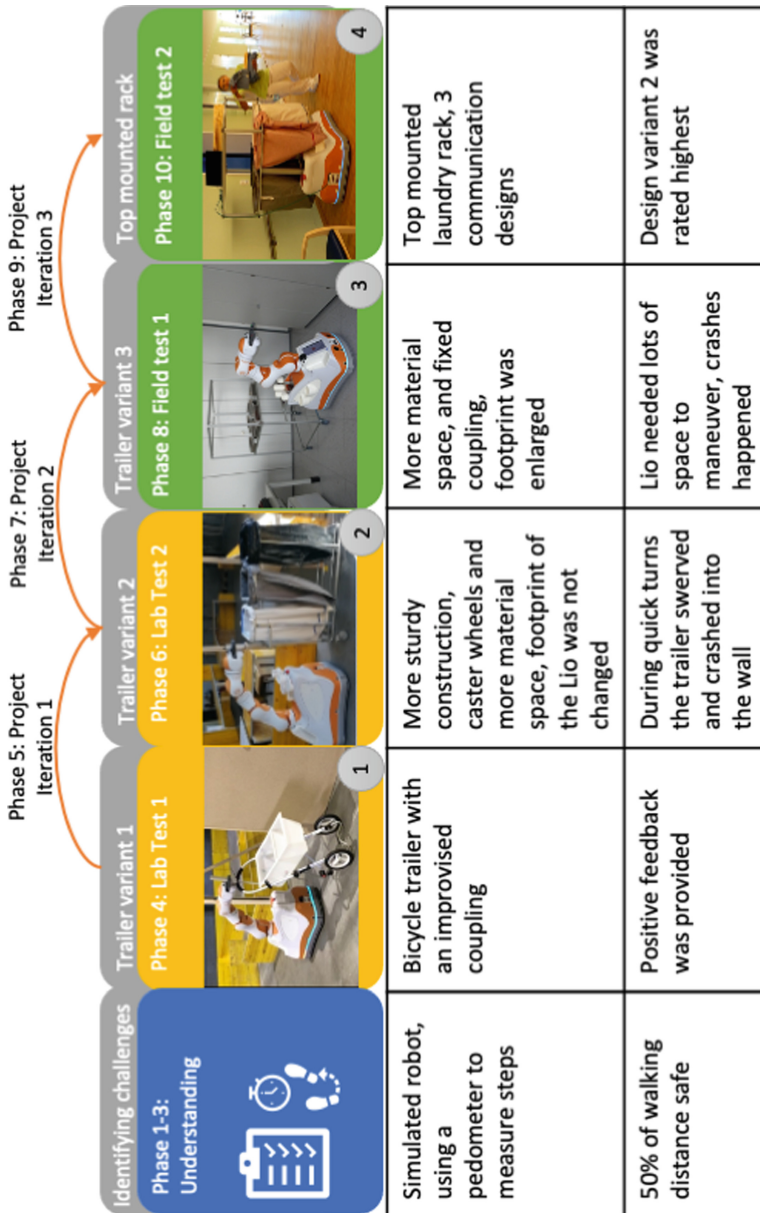 Phase 5: Project
Iteration 1
Phase 7: Project
Iteration 2
Phase 9: Project
Iteration 3
Identifying challenges
Trailer variant 1
Trailer variant 2
Trailer variant 3
Top mounted rack
Phase 1-3:
Understanding
Phase 4: Lab Test 1
Phase 6: Lab Test 2
Phase 8: Field test 1
Phase 10: Field test 2
1
2
3
4
Simulated robot,
using a
pedometer to
measure steps
Bicycle trailer with
an improvised
coupling
More sturdy
construction,
caster wheels and
more material
space, footprint of
the Lio was not
changed
More material
space, and fixed
coupling,
footprint was
enlarged
Top mounted
laundry rack, 3
communication
designs
50% of walking
distance safe
Positive feedback
was provided
During quick turns
the trailer swerved
and crashed into
the wall
Lio needed lots of
space to
maneuver, crashes
happened
Design variant 2 was
rated highest